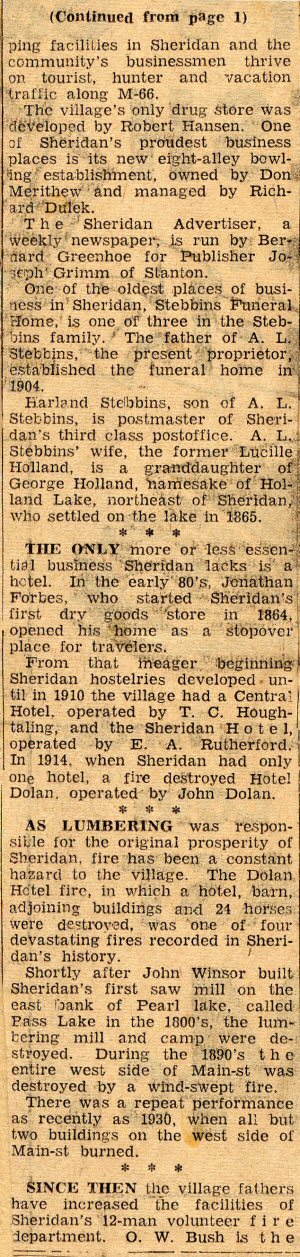 (Continued from page 1)
ping facilities in Sheridan and the
community's businessmen thrive
on tourist, hunter and vacation
traffic along M-66.
The village's only drug store was
developed by Robert Hansen. One
of Sheridan's proudest business
places is its new eight-alley bowl-
ing establishment, owned by Don
Merithew and managed by Rich-
ard Dulek.
The Sheridan Advertiser, a
weekly newspaper, is run by Ber-
nard Greenhoe for Publisher Jo-
seph Grimm of Stanton.
One of the oldest places of busi-
ness in Sheridan, Stebbins Funeral
Home, is one of three in the Steb-
bins family. The father of A. L.
Stebbins, the present proprietor,
established the funeral home in
1904.
Harland Stebbins, son of A. L.
Stebbins, is postmaster of Sheri-
dan's third class postoffice. A. L.
Stebbins' wife, the former Lucille
Holland, is a granddaughter of
George Holland, namesake of Hol-
land Lake, northeast of Sheridan,
who settled on the lake in 1865.
* * *
THE ONLY more or less essen-
tial business Sheridan lacks is a
hotel. In the early 80's, Jonathan
Forbes, who started Sheridan's
first dry goods store in 1864,
opened his home as a stopover
place for travelers.
From that meager beginning
Sheridan hostelries developed un-
til in 1910 the village had a Central
Hotel, operated by T. C. Hough-
taling, and the Sheridan Hotel,
operated by E. A. Rutherford.
In 1914, when Sheridan had only
one hotel, a fire destroyed Hotel
Dolan, operated by John Dolan.
* * *
AS LUMBERING was respon-
sible for the original prosperity of
Sheridan, fire has been a constant
hazard to the village. The Dolan
Hotel fire, in which a hotel, barn,
adjoining buildings and 24 horses
were destroyed, was one of four
devastating fires recorded in Sheri-
dan's history.
Shortly after John Winsor built
Sheridan's first saw mill on the
east bank of Pearl lake, called
Pass Lake in the 1800's, the lum-
bering mill and camp were de-
stroyed. During the 1890's the
entire west side of Main-st was
destroyed by a wind-swept fire.
There was a repeat performance
as recently as 1930, when all but
two buildings on the west side of
Main-st burned.
* * *
SINCE THEN the village fathers
have increased the facilities of
Sheridan's 12-man volunteer fire
department. O. W. Bush is the